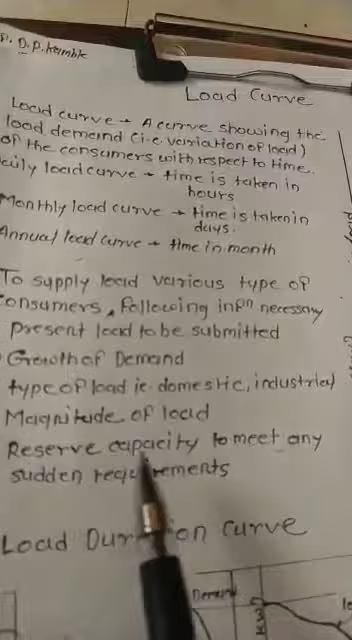 D.P. Kamble
Load Curve
Load curve → A curve showing the
load demand (i.e. variation of load)
of the consumers with respect to time.
load curve → time is taken in
hours
Monthly load curve → time is taken in
days.
Annual load curve → time in month
To supply load various type of
consumers, following infⁿ necessary
present load to be submitted
Growth of Demand
type of load ie. domestic, industrial
Magnitude of load
Reserve capacity to meet any
sudden requirements
Load Duration Curve
Demand
KW